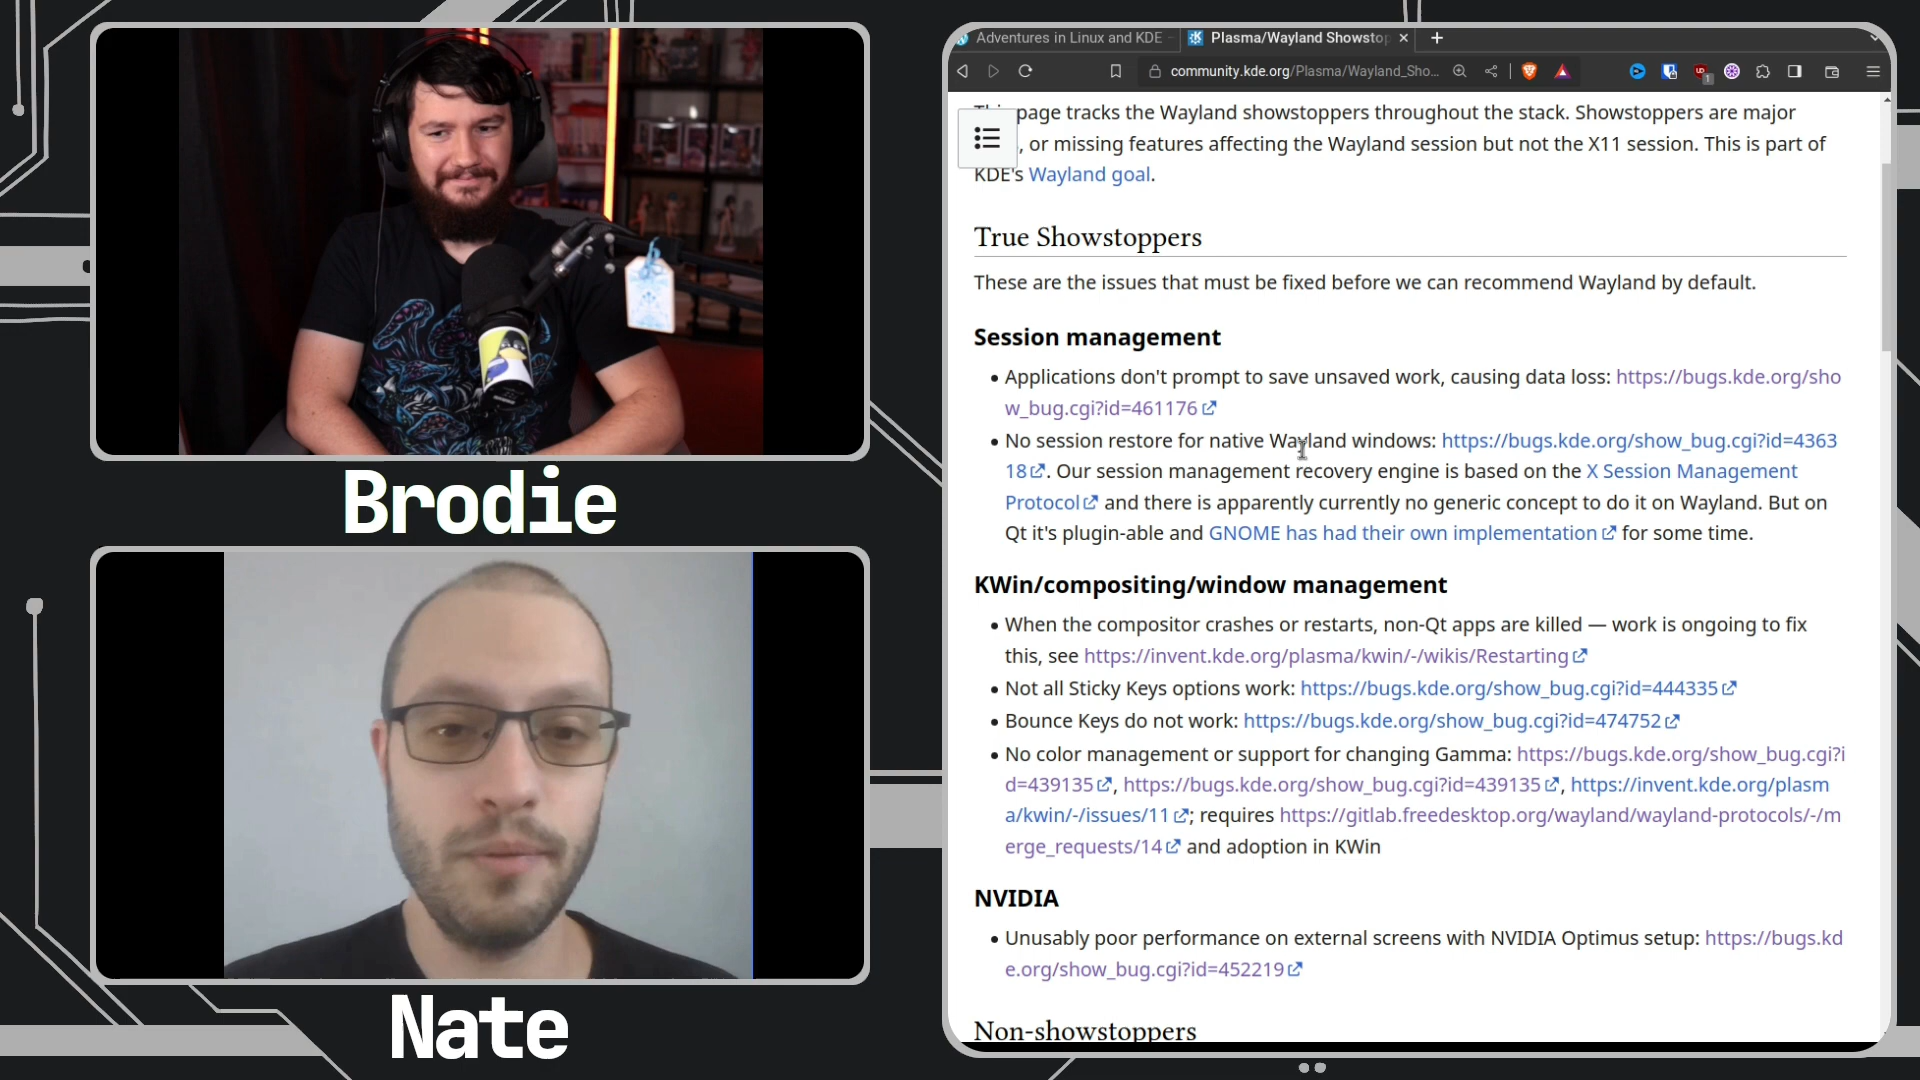 Brodie
Nate
Adventures in Linux and KDE
Plasma/Wayland Showstop
community.kde.org/Plasma/Wayland_Sho...
page tracks the Wayland showstoppers throughout the stack. Showstoppers are major
, or missing features affecting the Wayland session but not the X11 session. This is part of
KDE's Wayland goal.
True Showstoppers
These are the issues that must be fixed before we can recommend Wayland by default.
Session management
• Applications don't prompt to save unsaved work, causing data loss: https://bugs.kde.org/sho
w_bug.cgi?id=461176
• No session restore for native Wayland windows: https://bugs.kde.org/show_bug.cgi?id=4363
18. Our session management recovery engine is based on the X Session Management
Protocol and there is apparently currently no generic concept to do it on Wayland. But on
Qt it's plugin-able and GNOME has had their own implementation for some time.
KWin/compositing/window management
• When the compositor crashes or restarts, non-Qt apps are killed — work is ongoing to fix
this, see https://invent.kde.org/plasma/kwin/-/wikis/Restarting
• Not all Sticky Keys options work: https://bugs.kde.org/show_bug.cgi?id=444335
• Bounce Keys do not work: https://bugs.kde.org/show_bug.cgi?id=474752
• No color management or support for changing Gamma: https://bugs.kde.org/show_bug.cgi?i
d=439135, https://bugs.kde.org/show_bug.cgi?id=439135, https://invent.kde.org/plasm
a/kwin/-/issues/11; requires https://gitlab.freedesktop.org/wayland/wayland-protocols/-/m
erge_requests/14 and adoption in KWin
NVIDIA
• Unusably poor performance on external screens with NVIDIA Optimus setup: https://bugs.kd
e.org/show_bug.cgi?id=452219
Non-showstoppers